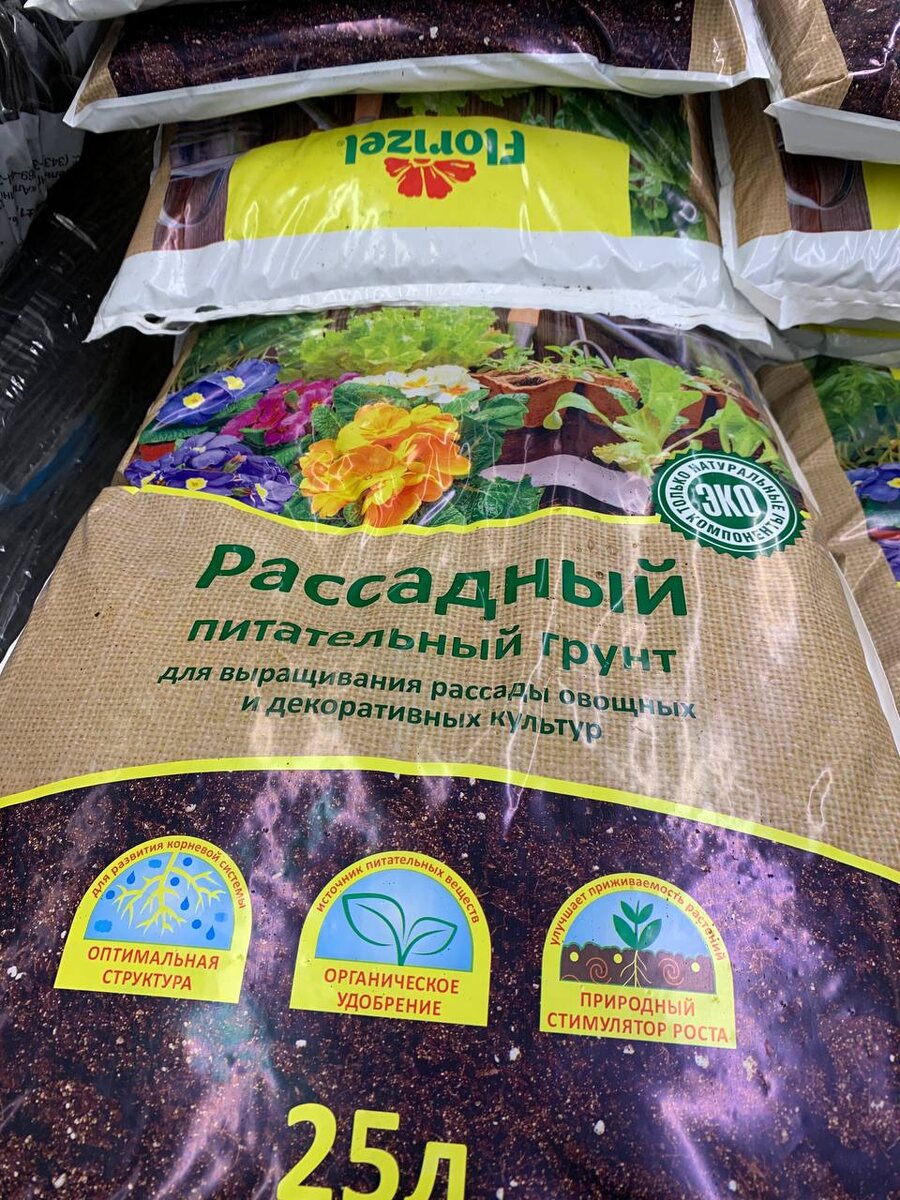 Florizel
ТОЛЬКО НАТУРАЛЬНЫЕ
ЭКО
КОМПОНЕНТЫ
Рассадный
питательный грунт
для выращивания рассады овощных
и декоративных культур
для развития корневой системы
ОПТИМАЛЬНАЯ
СТРУКТУРА
источник питательных веществ
ОРГАНИЧЕСКОЕ
УДОБРЕНИЕ
улучшает приживаемость растений
ПРИРОДНЫЙ
СТИМУЛЯТОР РОСТА
25л